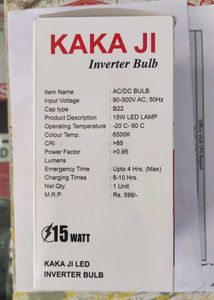 KAKA JI
Inverter Bulb
Item Name : AC/DC BULB
Input Voltage : 90-300V AC, 50Hz
Cap type : B22
Product Description : 15W LED LAMP
Operating Temperature : -20 C- 60 C
Colour Temp. : 6500K
CRI : >85
Power Factor : >0.95
Lumens :
Emergency Time : Upto 4 Hrs. (Max)
Charging Times : 8-10 Hrs.
Net Qty. : 1 Unit
M.R.P. : Rs. 599/-
15 WATT
KAKA JI LED
INVERTER BULB